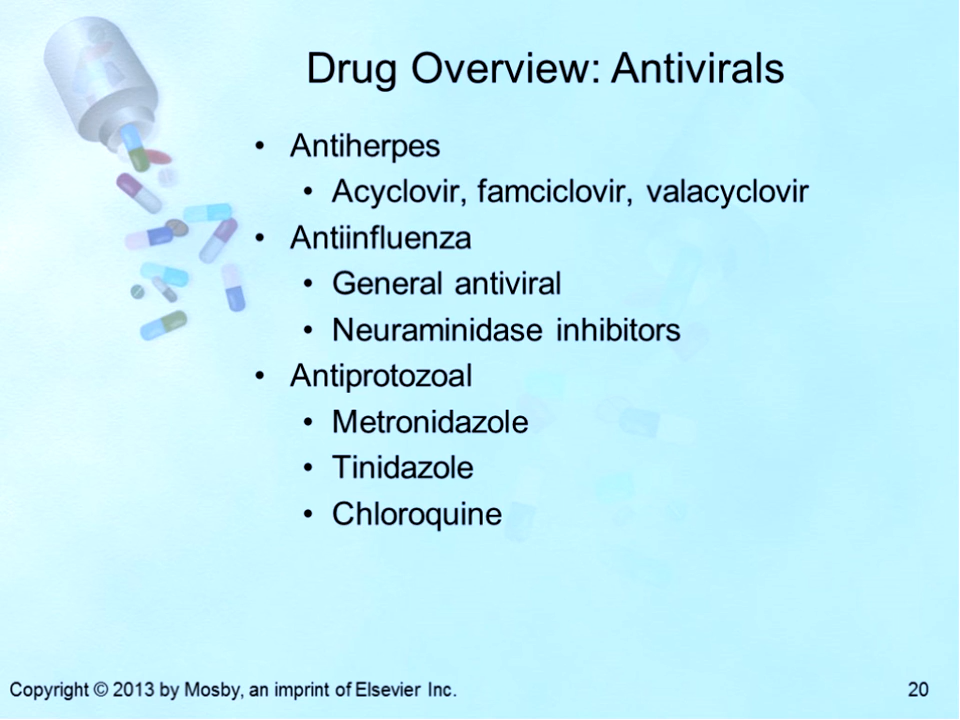 Drug Overview: Antivirals
• Antiherpes
• Acyclovir, famciclovir, valacyclovir
• Antiinfluenza
• General antiviral
• Neuraminidase inhibitors
• Antiprotozoal
• Metronidazole
• Tinidazole
• Chloroquine
Copyright © 2013 by Mosby, an imprint of Elsevier Inc. 20